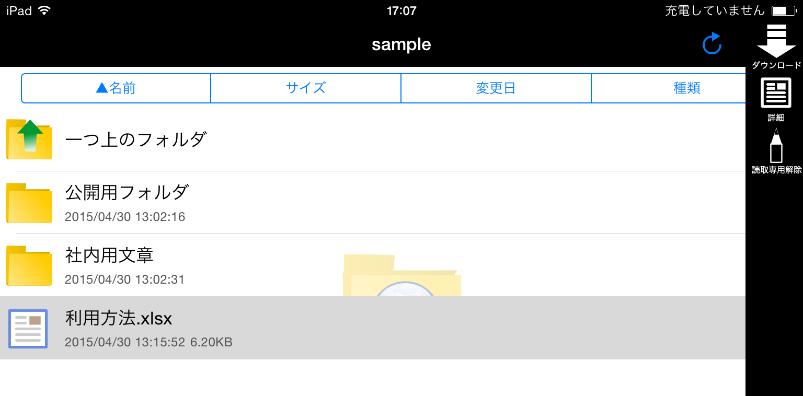 iPad 17:07 充電していません
sample
ダウンロード
▲名前 サイズ 変更日 種類
詳細
一つ上のフォルダ
読取専用解除
公開用フォルダ
2015/04/30 13:02:16
社内用文章
2015/04/30 13:02:31
利用方法.xlsx
2015/04/30 13:15:52 6.20KB